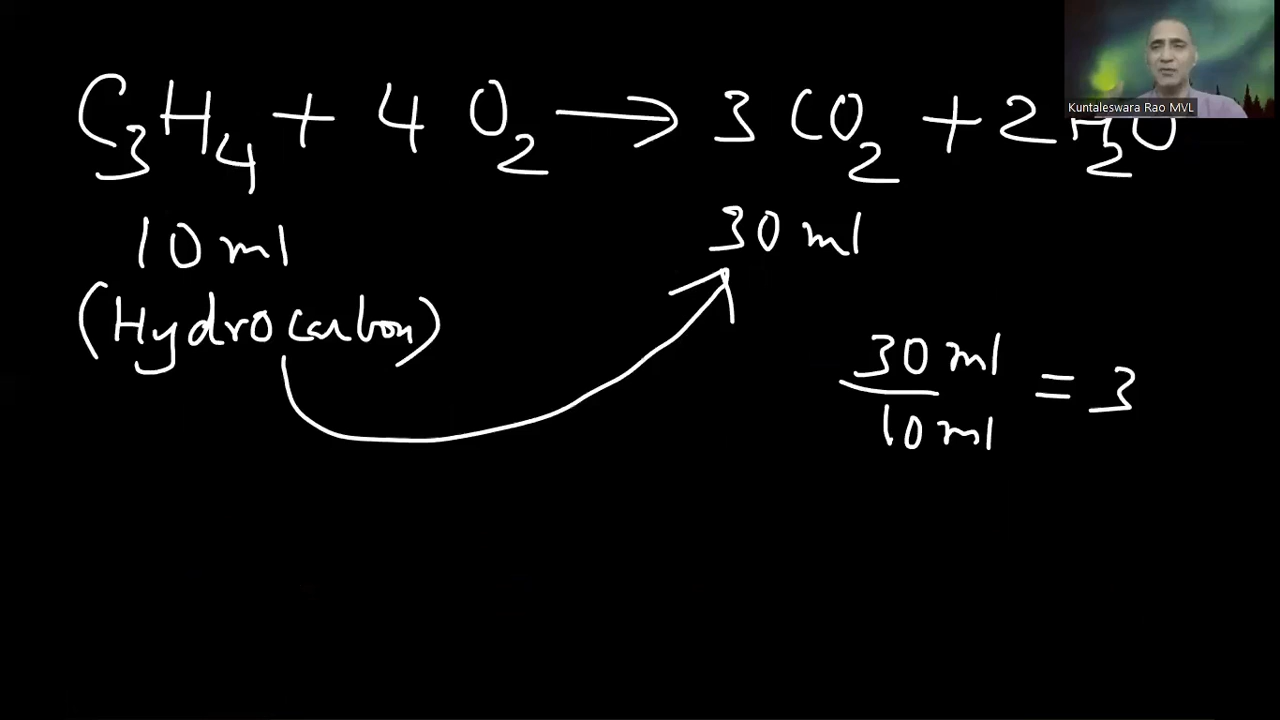 C₃H₄ + 4 O₂ → 3 CO₂ + 2 H₂O
10 ml
30 ml
(Hydrocarbon)
30 ml
10 ml
= 3
Kuntaleswara Rao MVL